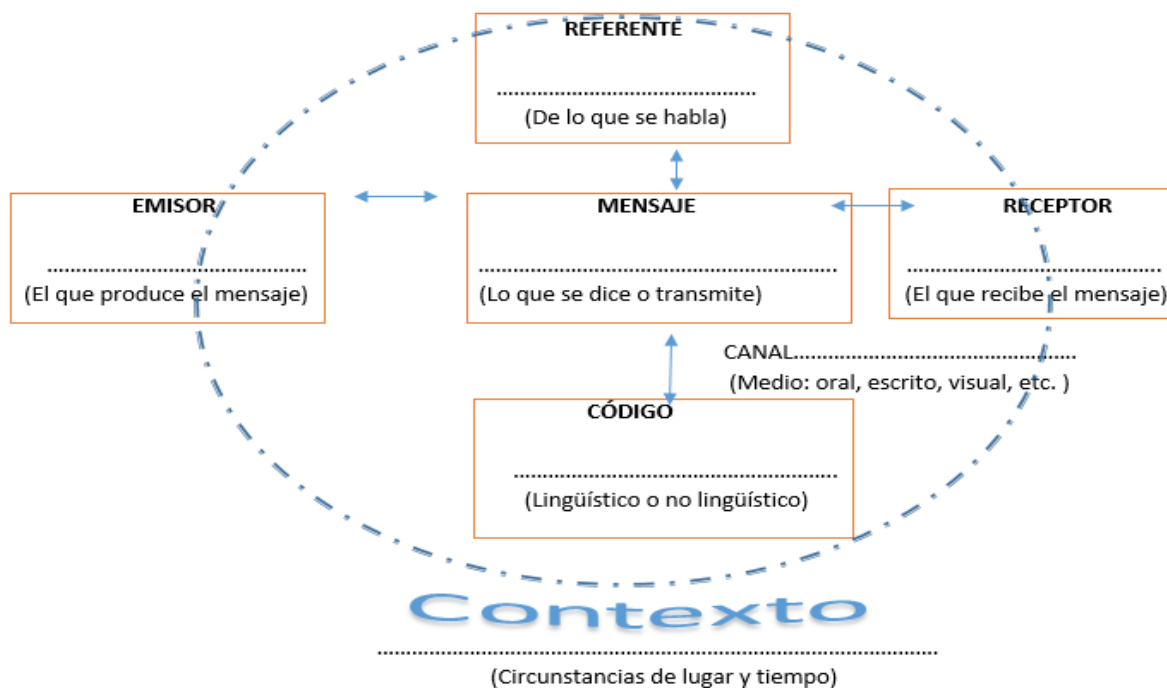 REFERENTE
..................................................
(De lo que se habla)
EMISOR
MENSAJE
RECEPTOR
..................................................
......................................................................
..................................................
(El que produce el mensaje)
(Lo que se dice o transmite)
(El que recibe el mensaje)
CANAL..................................................
(Medio: oral, escrito, visual, etc. )
CÓDIGO
...............................................................
(Lingüístico o no lingüístico)
Contexto
..............................................................................................................
(Circunstancias de lugar y tiempo)